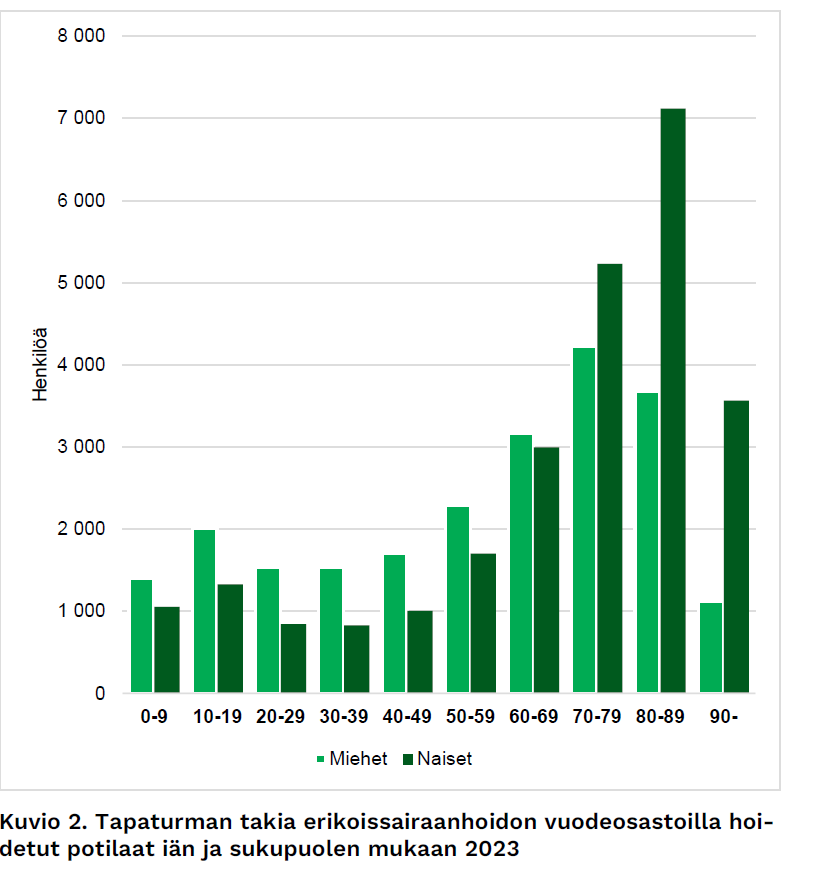 8 000
7 000
6 000
5 000
4 000
3 000
2 000
1 000
0
Henkilöä
0-9 10-19 20-29 30-39 40-49 50-59 60-69 70-79 80-89 90-
Miehet Naiset
Kuvio 2. Tapaturman takia erikoissairaanhoidon vuodeosastoilla hoi-
detut potilaat iän ja sukupuolen mukaan 2023